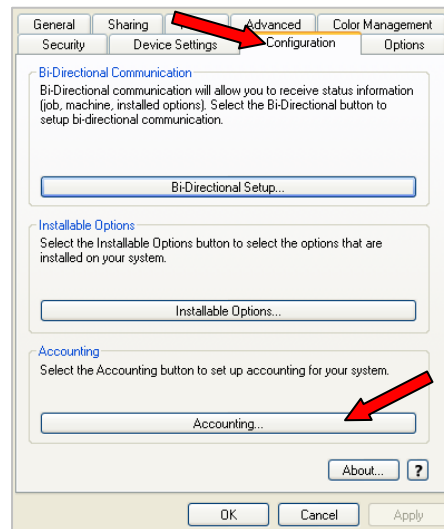 General Sharing Advanced Color Management
Security Device Settings Configuration Options
Bi-Directional Communication
Bi-Directional communication will allow you to receive status information
(job, machine, installed options). Select the Bi-Directional button to
setup bi-directional communication.
Bi-Directional Setup...
Installable Options
Select the Installable Options button to select the options that are
installed on your system.
Installable Options...
Accounting
Select the Accounting button to set up accounting for your system.
Accounting...
About... ?
OK Cancel Apply